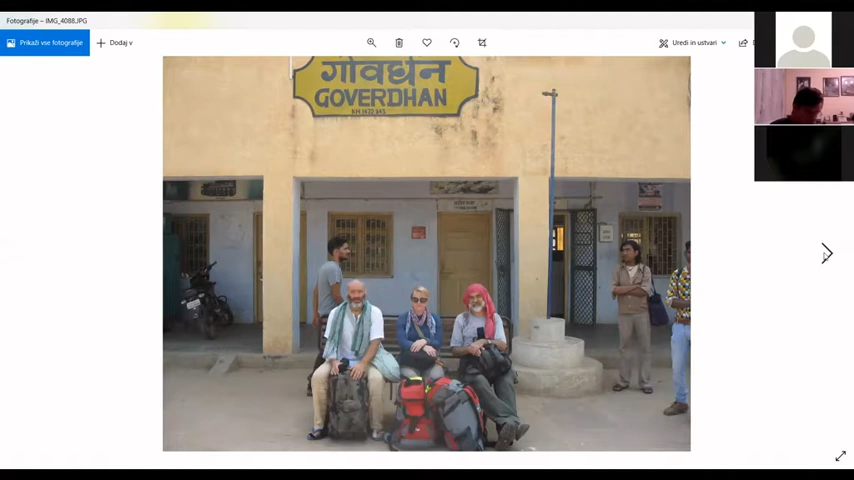 Fotografije – IMG_4088.JPG
Prikaži vse fotografije
Dodaj v
Uredi in ustvari
गोवर्धन
GOVERDHAN